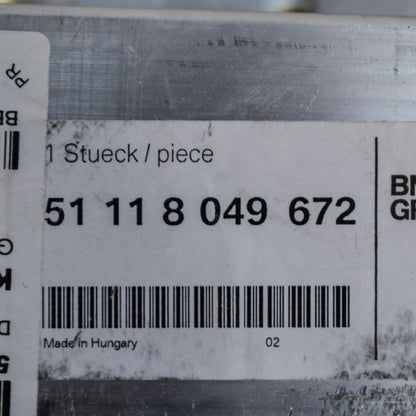 1 Stueck / piece
51 11 8 049 672
Made in Hungary
02